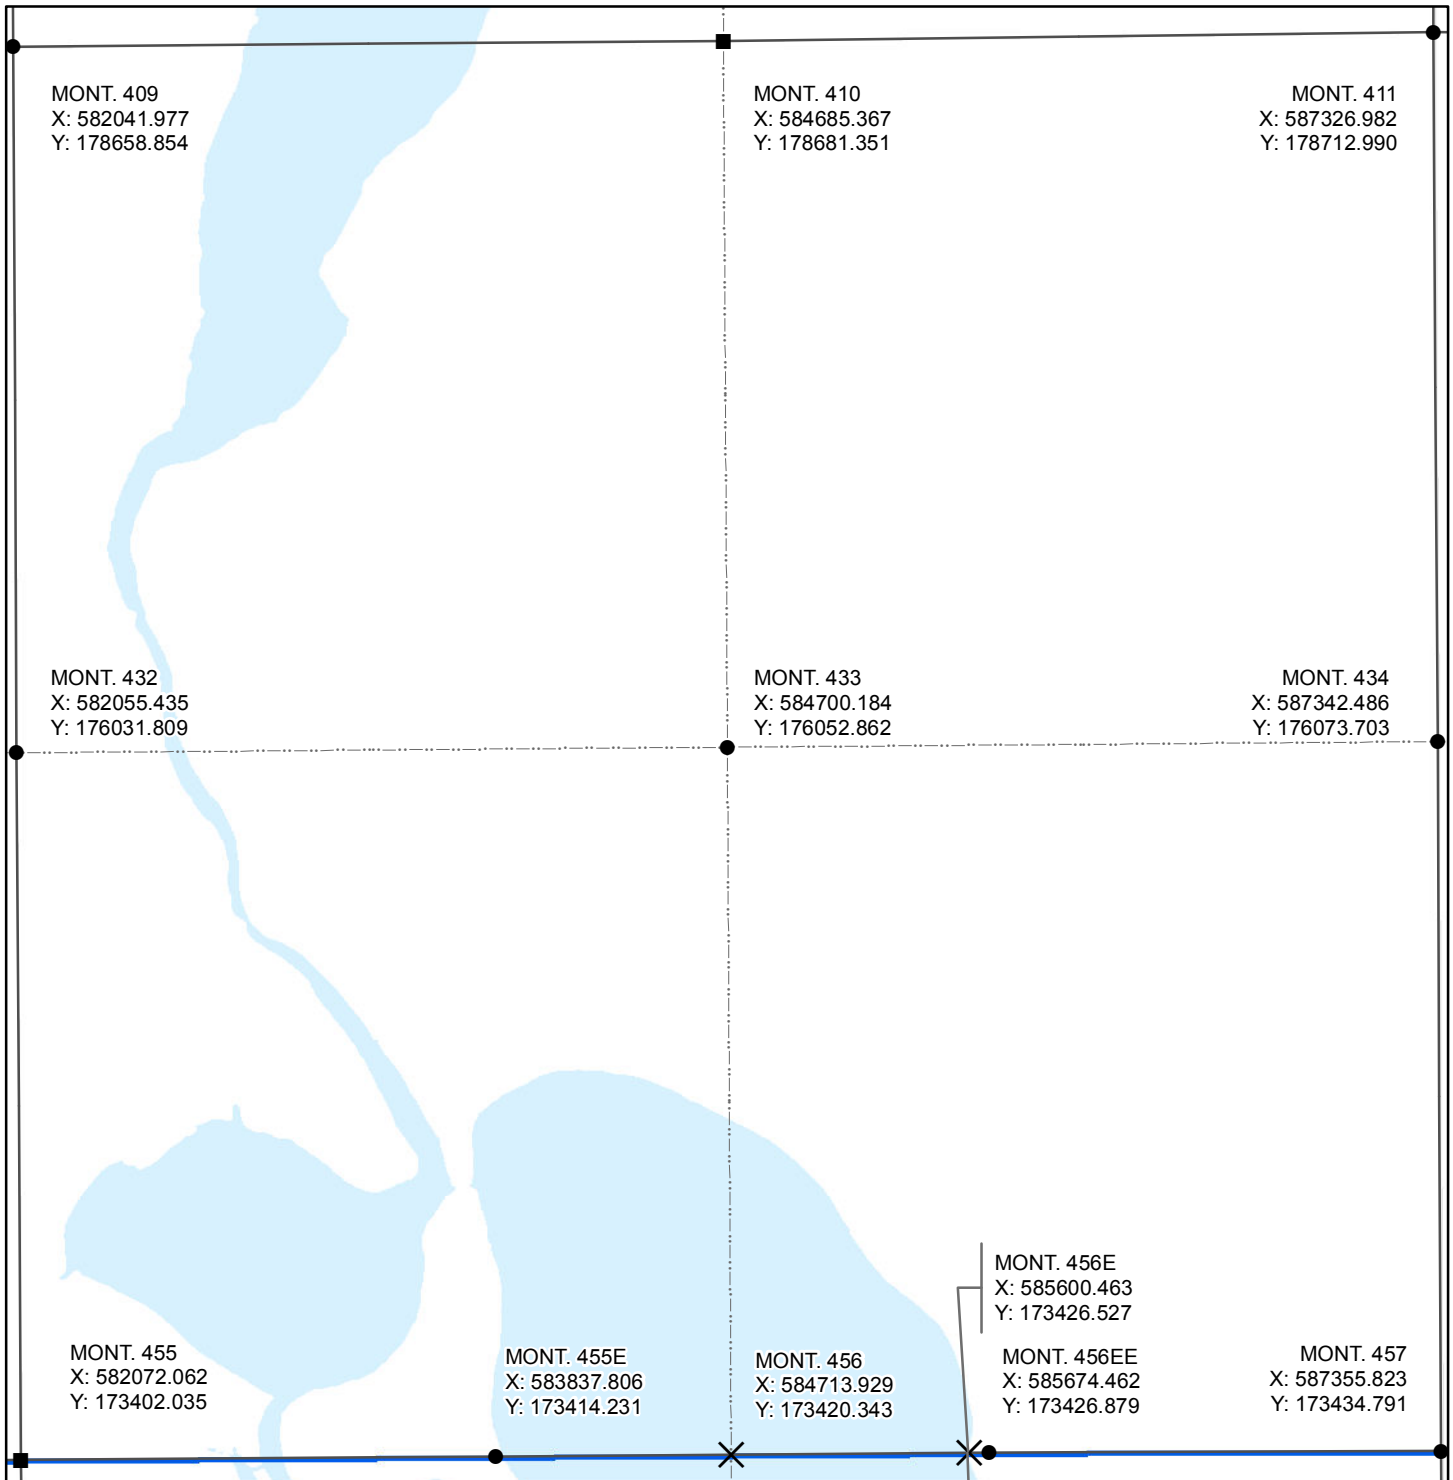 MONT. 409
X: 582041.977
Y: 178658.854
MONT. 410
X: 584685.367
Y: 178681.351
MONT. 411
X: 587326.982
Y: 178712.990
MONT. 432
X: 582055.435
Y: 176031.809
MONT. 433
X: 584700.184
Y: 176052.862
MONT. 434
X: 587342.486
Y: 176073.703
MONT. 456E
X: 585600.463
Y: 173426.527
MONT. 455
X: 582072.062
Y: 173402.035
MONT. 455E
X: 583837.806
Y: 173414.231
MONT. 456
X: 584713.929
Y: 173420.343
MONT. 456EE
X: 585674.462
Y: 173426.879
MONT. 457
X: 587355.823
Y: 173434.791